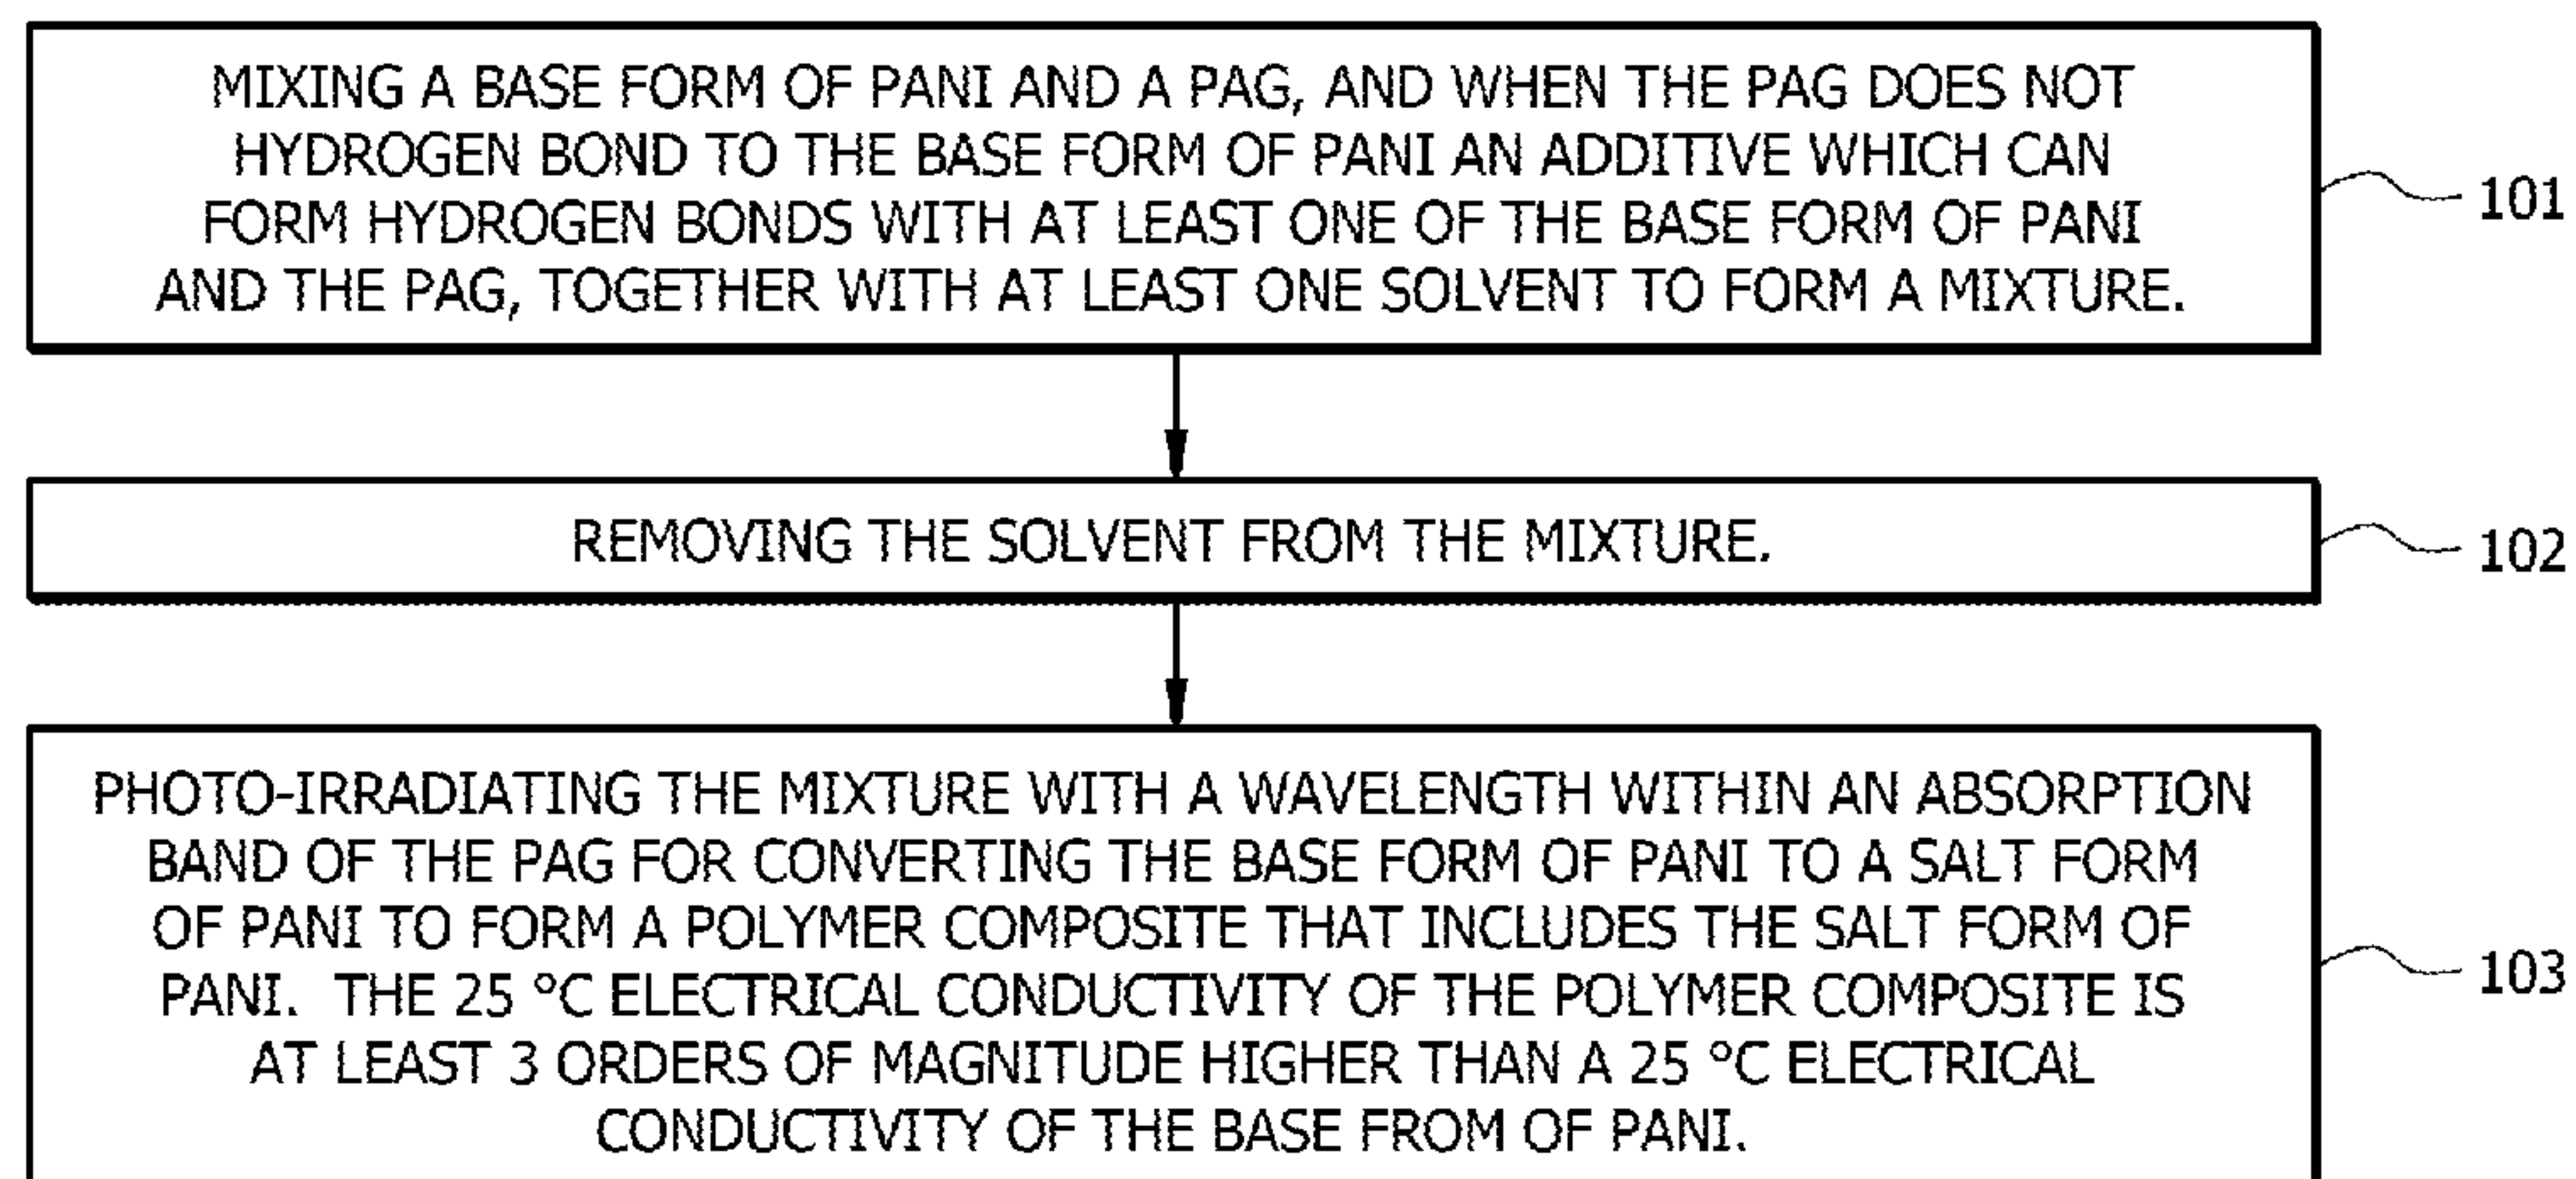 MIXING A BASE FORM OF PANI AND A PAG, AND WHEN THE PAG DOES NOT
HYDROGEN BOND TO THE BASE FORM OF PANI AN ADDITIVE WHICH CAN
FORM HYDROGEN BONDS WITH AT LEAST ONE OF THE BASE FORM OF PANI
AND THE PAG, TOGETHER WITH AT LEAST ONE SOLVENT TO FORM A MIXTURE.
101
REMOVING THE SOLVENT FROM THE MIXTURE.
102
PHOTO-IRRADIATING THE MIXTURE WITH A WAVELENGTH WITHIN AN ABSORPTION
BAND OF THE PAG FOR CONVERTING THE BASE FORM OF PANI TO A SALT FORM
OF PANI TO FORM A POLYMER COMPOSITE THAT INCLUDES THE SALT FORM OF
PANI. THE 25 °C ELECTRICAL CONDUCTIVITY OF THE POLYMER COMPOSITE IS
AT LEAST 3 ORDERS OF MAGNITUDE HIGHER THAN A 25 °C ELECTRICAL
CONDUCTIVITY OF THE BASE FROM OF PANI.
103